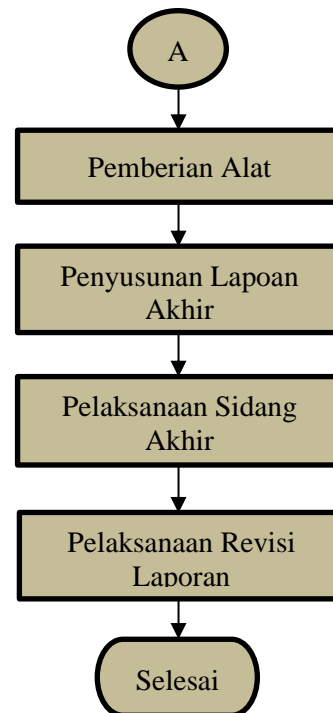 A
Pemberian Alat
Penyusunan Lapoan
Akhir
Pelaksanaan Sidang
Akhir
Pelaksanaan Revisi
Laporan
Selesai